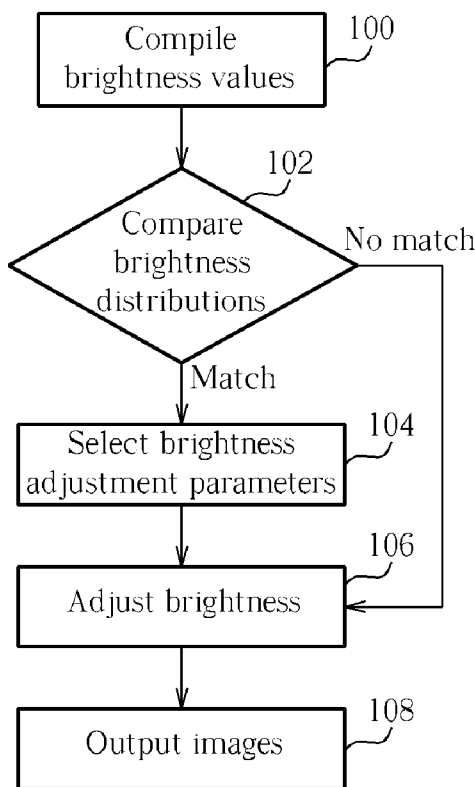 Compile
brightness values
100
102
Compare
brightness
distributions
No match
Match
Select brightness
adjustment parameters
104
106
Adjust brightness
108
Output images